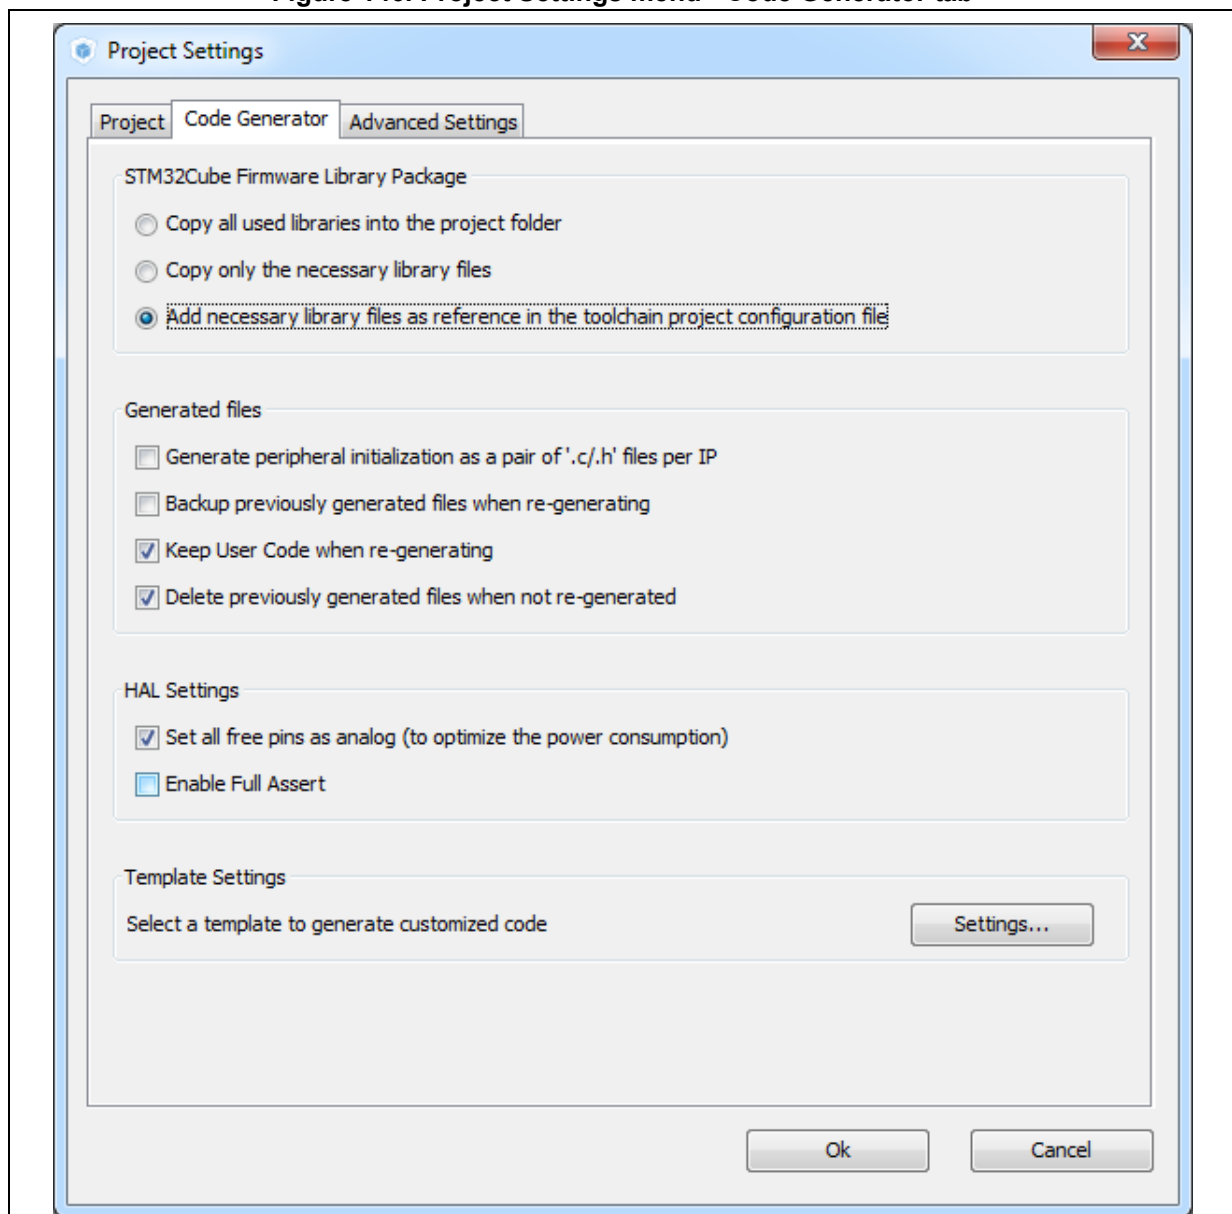 Project Settings
Project Code Generator Advanced Settings
STM32Cube Firmware Library Package
Copy all used libraries into the project folder
Copy only the necessary library files
Add necessary library files as reference in the toolchain project configuration file
Generated files
Generate peripheral initialization as a pair of '.c/.h' files per IP
Backup previously generated files when re-generating
Keep User Code when re-generating
Delete previously generated files when not re-generated
HAL Settings
Set all free pins as analog (to optimize the power consumption)
Enable Full Assert
Template Settings
Select a template to generate customized code Settings...
Ok Cancel